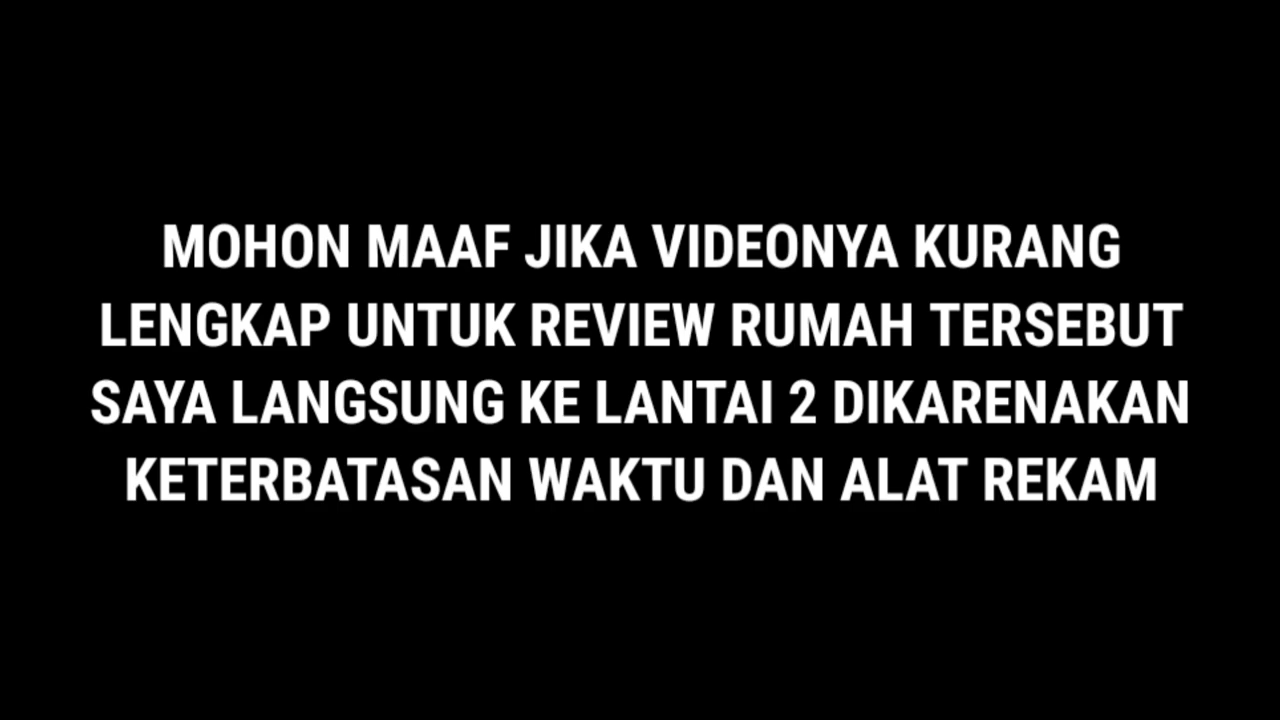 MOHON MAAF JIKA VIDEONYA KURANG
LENGKAP UNTUK REVIEW RUMAH TERSEBUT
SAYA LANGSUNG KE LANTAI 2 DIKARENAKAN
KETERBATASAN WAKTU DAN ALAT REKAM